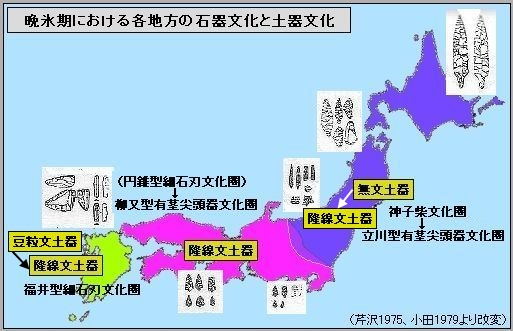 晩氷期における各地方の石器文化と土器文化
(円錐型細石刃文化圏)
柳又型有茎尖頭器文化圏
無文土器
隆線文土器
神子柴文化圏
立川型有茎尖頭器文化圏
豆粒文土器
隆線文土器
隆線文土器
福井型細石刃文化圏
(芹沢1975、小田1979より改変)